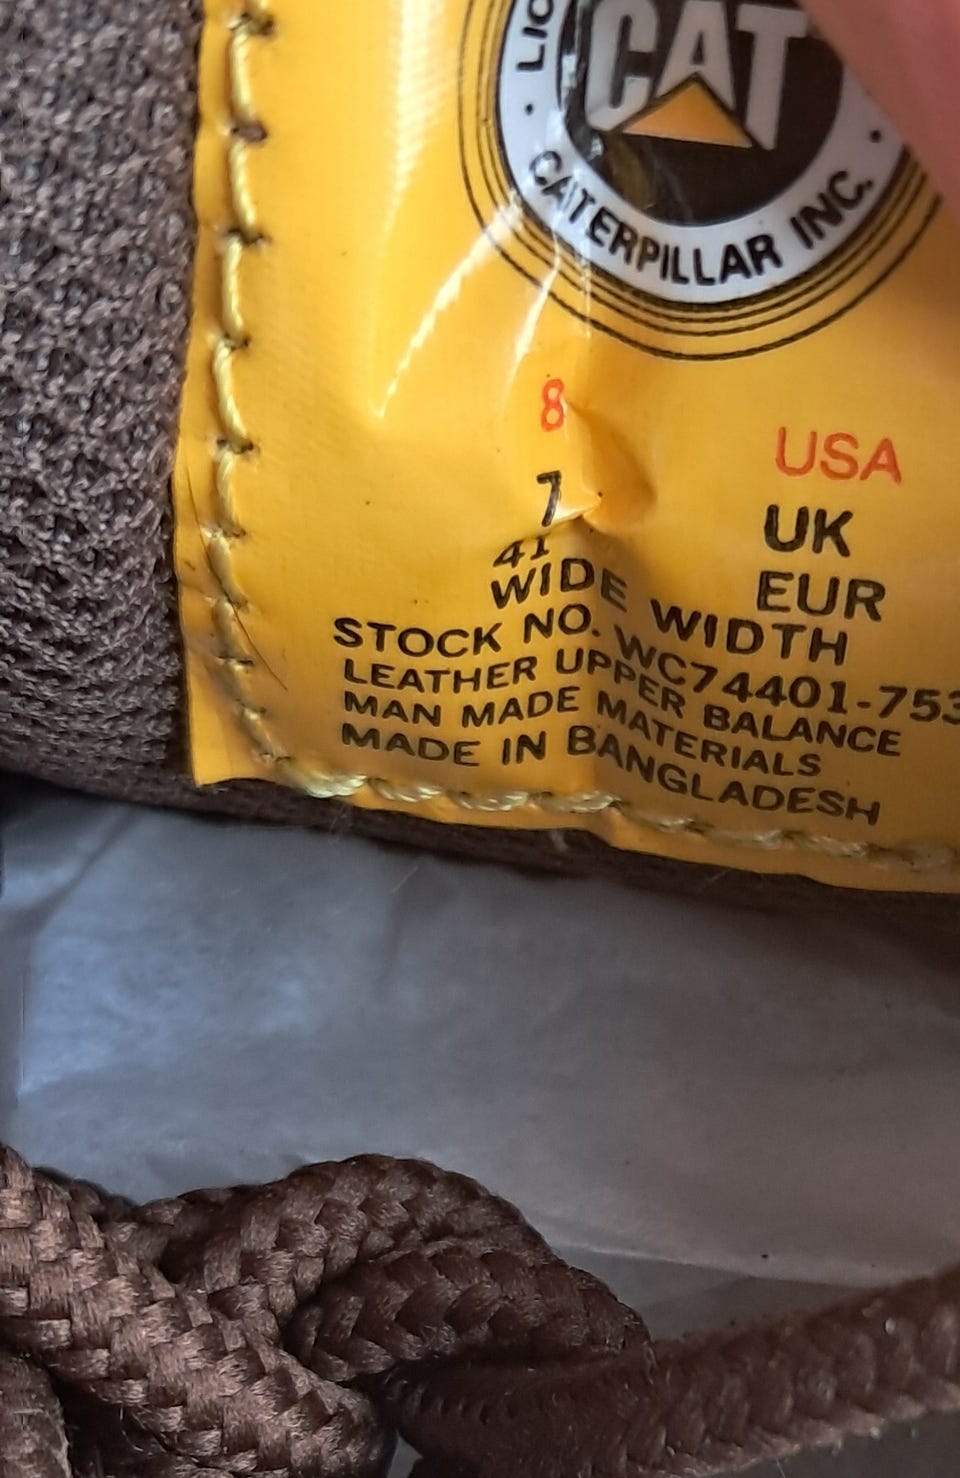 CAT
CATERPILLAR INC.
8 USA
7 UK
41 EUR
WIDE WIDTH
STOCK NO. WC74401-753
LEATHER UPPER BALANCE
MAN MADE MATERIALS
MADE IN BANGLADESH